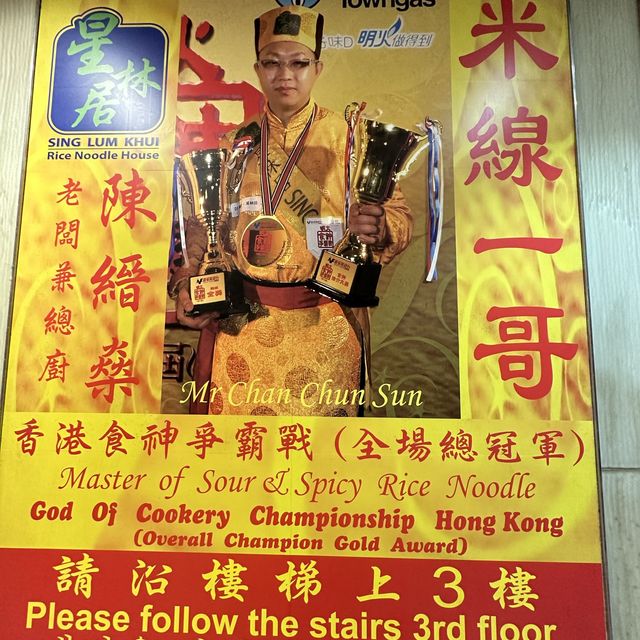 Towngas
明火做得到
星林居
SING LUM KHUI
Rice Noodle House
米線一哥
陳縉燊
老闆兼總廚
Mr Chan Chun Sun
香港食神爭霸戰 (全場總冠軍)
Master of Sour & Spicy Rice Noodle
God Of Cookery Championship Hong Kong
(Overall Champion Gold Award)
請沿樓梯上3樓
Please follow the stairs 3rd floor